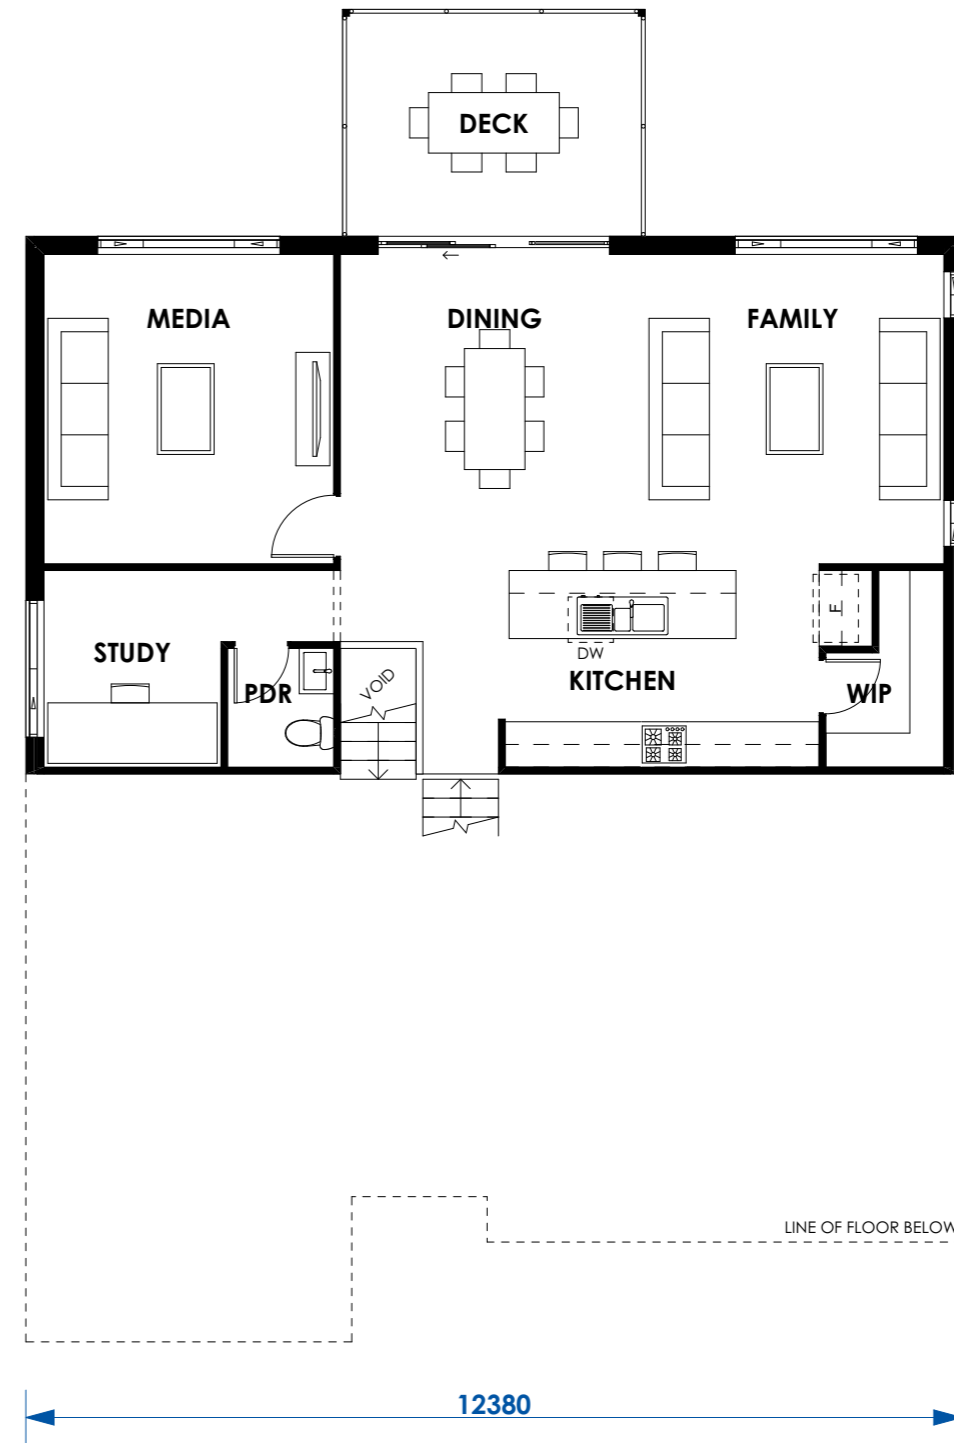 DECK
MEDIA
DINING
FAMILY
STUDY
PDR
VOID
DW
KITCHEN
F
WIP
LINE OF FLOOR BELOW
12380